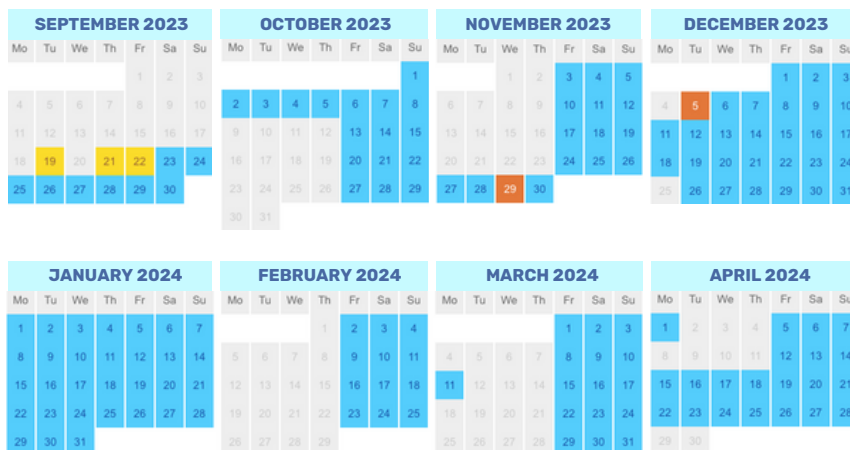 SEPTEMBER 2023
Mo Tu We Th Fr Sa Su
1 2 3
4 5 6 7 8 9 10
11 12 13 14 15 16 17
18 19 20 21 22 23 24
25 26 27 28 29 30
OCTOBER 2023
Mo Tu We Th Fr Sa Su
1
2 3 4 5 6 7 8
9 10 11 12 13 14 15
16 17 18 19 20 21 22
23 24 25 26 27 28 29
30 31
NOVEMBER 2023
Mo Tu We Th Fr Sa Su
1 2 3 4 5
6 7 8 9 10 11 12
13 14 15 16 17 18 19
20 21 22 23 24 25 26
27 28 29 30
DECEMBER 2023
Mo Tu We Th Fr Sa Su
1 2 3
4 5 6 7 8 9 10
11 12 13 14 15 16 17
18 19 20 21 22 23 24
25 26 27 28 29 30 31
JANUARY 2024
Mo Tu We Th Fr Sa Su
1 2 3 4 5 6 7
8 9 10 11 12 13 14
15 16 17 18 19 20 21
22 23 24 25 26 27 28
29 30 31
FEBRUARY 2024
Mo Tu We Th Fr Sa Su
1 2 3 4
5 6 7 8 9 10 11
12 13 14 15 16 17 18
19 20 21 22 23 24 25
26 27 28 29
MARCH 2024
Mo Tu We Th Fr Sa Su
1 2 3
4 5 6 7 8 9 10
11 12 13 14 15 16 17
18 19 20 21 22 23 24
25 26 27 28 29 30 31
APRIL 2024
Mo Tu We Th Fr Sa Su
1 2 3 4 5 6 7
8 9 10 11 12 13 14
15 16 17 18 19 20 21
22 23 24 25 26 27 28
29 30